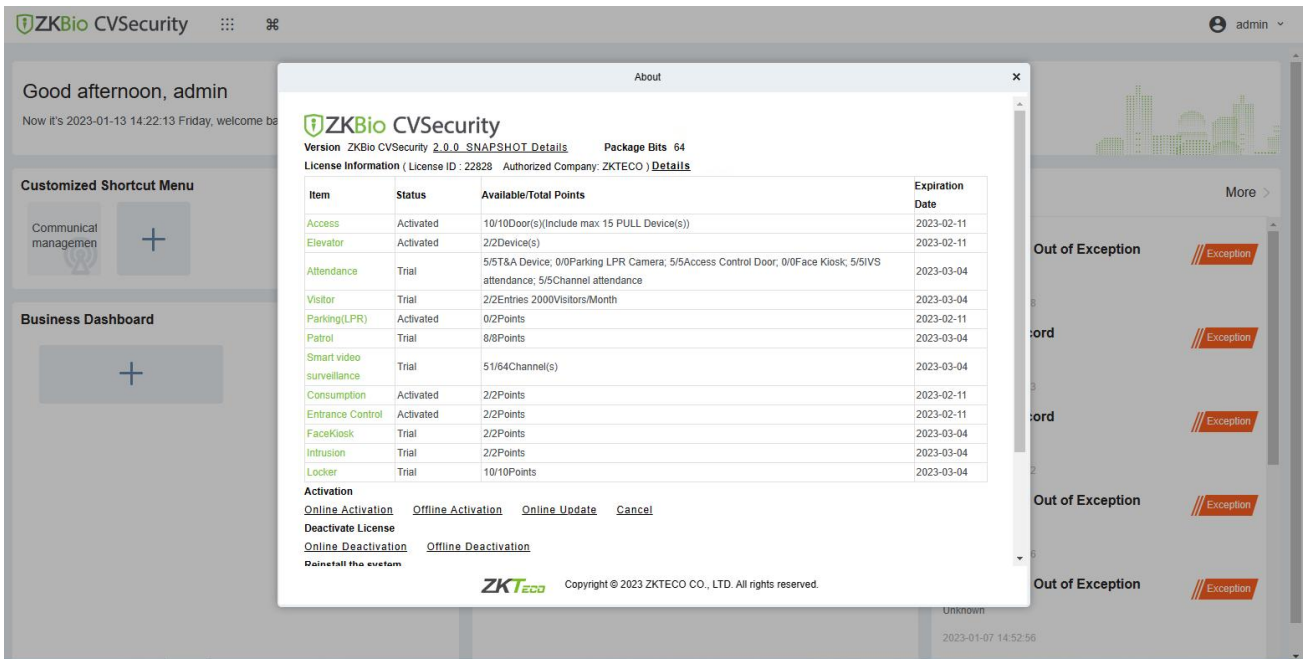 ZKBio CVSecurity
admin
Good afternoon, admin
Now it's 2023-01-13 14:22:13 Friday, welcome ba
Customized Shortcut Menu
Communicat
managemen
Business Dashboard
About
ZKBio CVSecurity
Version ZKBio CVSecurity 2.0.0_SNAPSHOT Details Package Bits 64
License Information ( License ID : 22828 Authorized Company: ZKTECO ) Details
Item Status Available/Total Points Expiration Date
Access Activated 10/10Door(s)(Include max 15 PULL Device(s)) 2023-02-11
Elevator Activated 2/2Device(s) 2023-02-11
Attendance Trial 5/5T&A Device; 0/0Parking LPR Camera; 5/5Access Control Door; 0/0Face Kiosk; 5/5IVS
attendance; 5/5Channel attendance 2023-03-04
Visitor Trial 2/2Entries 2000Visitors/Month 2023-03-04
Parking(LPR) Activated 0/2Points 2023-02-11
Patrol Trial 8/8Points 2023-03-04
Smart video
surveillance Trial 51/64Channel(s) 2023-03-04
Consumption Activated 2/2Points 2023-02-11
Entrance Control Activated 2/2Points 2023-02-11
FaceKiosk Trial 2/2Points 2023-03-04
Intrusion Trial 2/2Points 2023-03-04
Locker Trial 10/10Points 2023-03-04
Activation
Online Activation Offline Activation Online Update Cancel
Deactivate License
Online Deactivation Offline Deactivation
Reinstall the system
ZKTeco Copyright © 2023 ZKTECO CO., LTD. All rights reserved.
More
Out of Exception
Exception
8
cord
Exception
3
cord
Exception
2
Out of Exception
Exception
6
Out of Exception
Exception
Unknown
2023-01-07 14:52:56